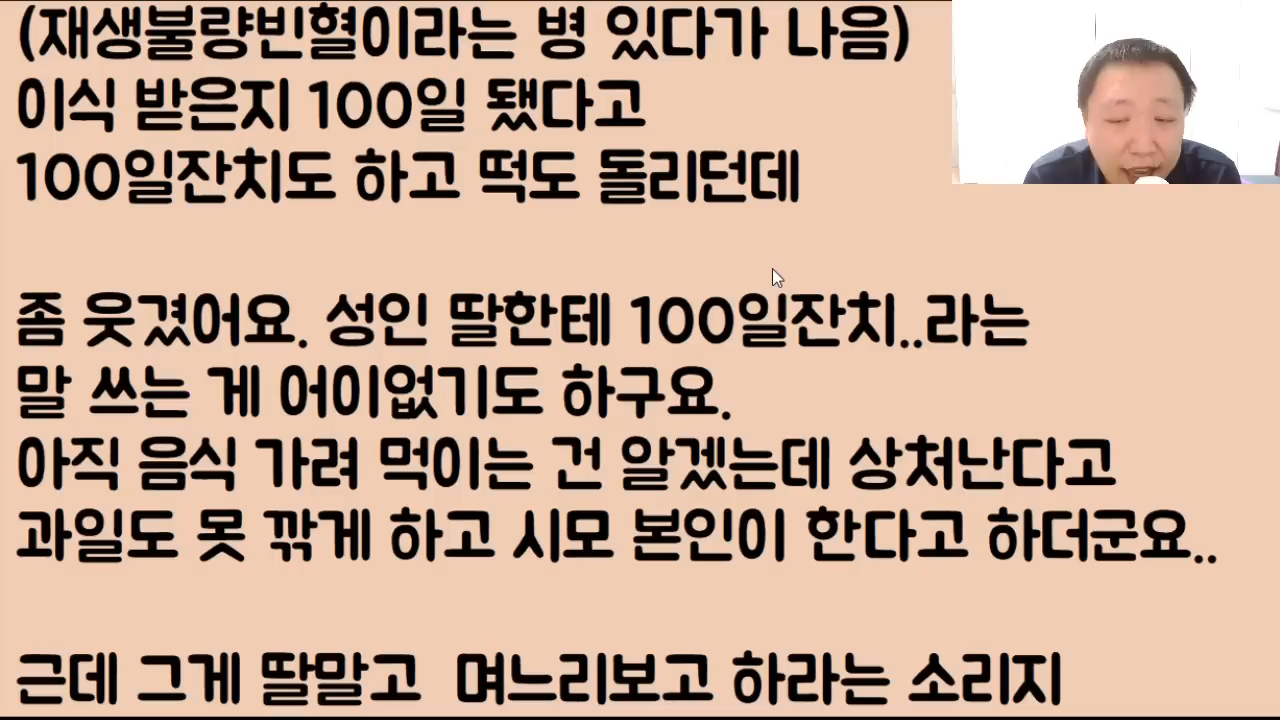 (재생불량빈혈이라는 병 있다가 나음)
이식 받은지 100일 됐다고
100일잔치도 하고 떡도 돌리던데
좀 웃겼어요. 성인 딸한테 100일잔치..라는
말 쓰는 게 어이없기도 하구요.
아직 음식 가려 먹이는 건 알겠는데 상처난다고
과일도 못 깎게 하고 시모 본인이 한다고 하더군요..
근데 그게 딸말고 며느리보고 하라는 소리지